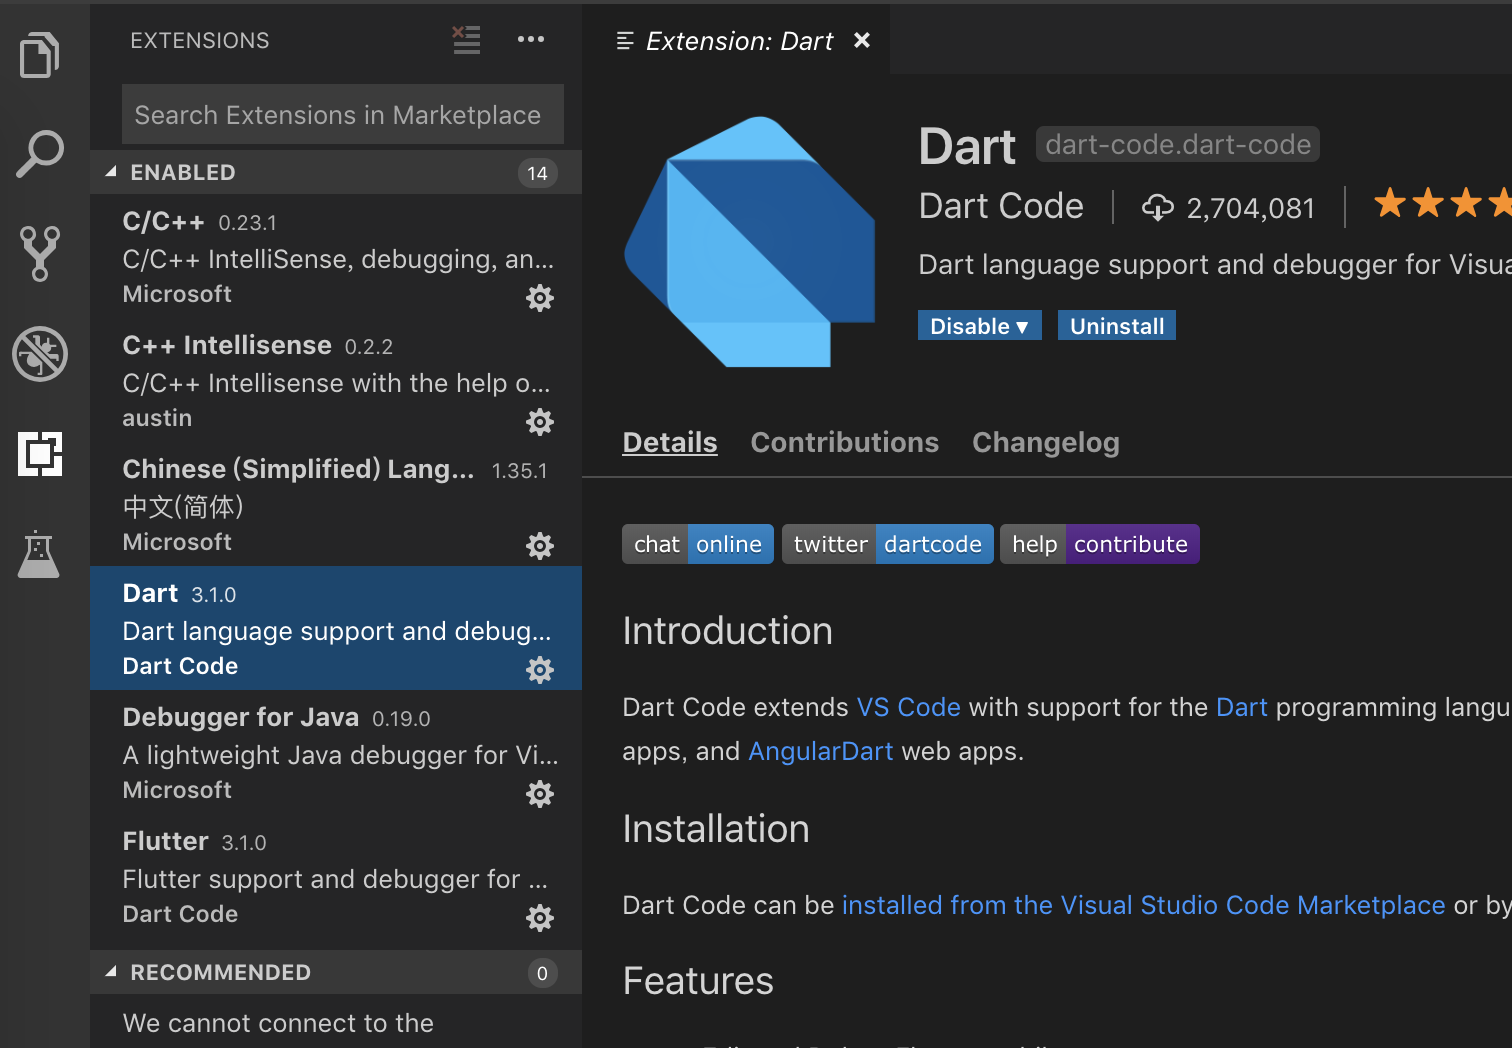 EXTENSIONS
Search Extensions in Marketplace
ENABLED 14
C/C++ 0.23.1
C/C++ IntelliSense, debugging, an...
Microsoft
C++ Intellisense 0.2.2
C/C++ Intellisense with the help o...
austin
Chinese (Simplified) Lang... 1.35.1
中文(简体)
Microsoft
Dart 3.1.0
Dart language support and debug...
Dart Code
Debugger for Java 0.19.0
A lightweight Java debugger for Vi...
Microsoft
Flutter 3.1.0
Flutter support and debugger for ...
Dart Code
RECOMMENDED 0
We cannot connect to the
Extension: Dart
Dart dart-code.dart-code
Dart Code 2,704,081
Dart language support and debugger for Visua
Disable ▾ Uninstall
Details Contributions Changelog
chat online twitter dartcode help contribute
Introduction
Dart Code extends VS Code with support for the Dart programming langu
apps, and AngularDart web apps.
Installation
Dart Code can be installed from the Visual Studio Code Marketplace or by
Features